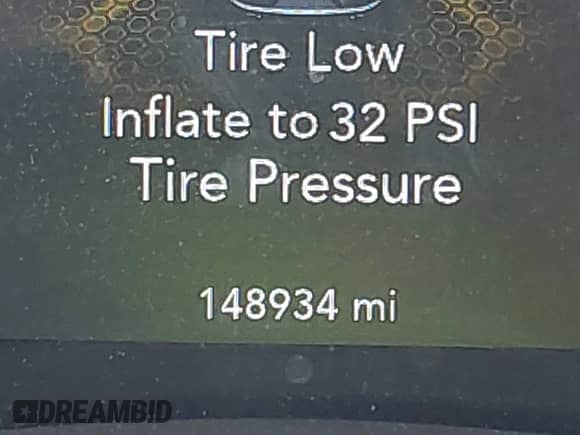 Tire Low
Inflate to 32 PSI
Tire Pressure
148934 mi
DREAMBID